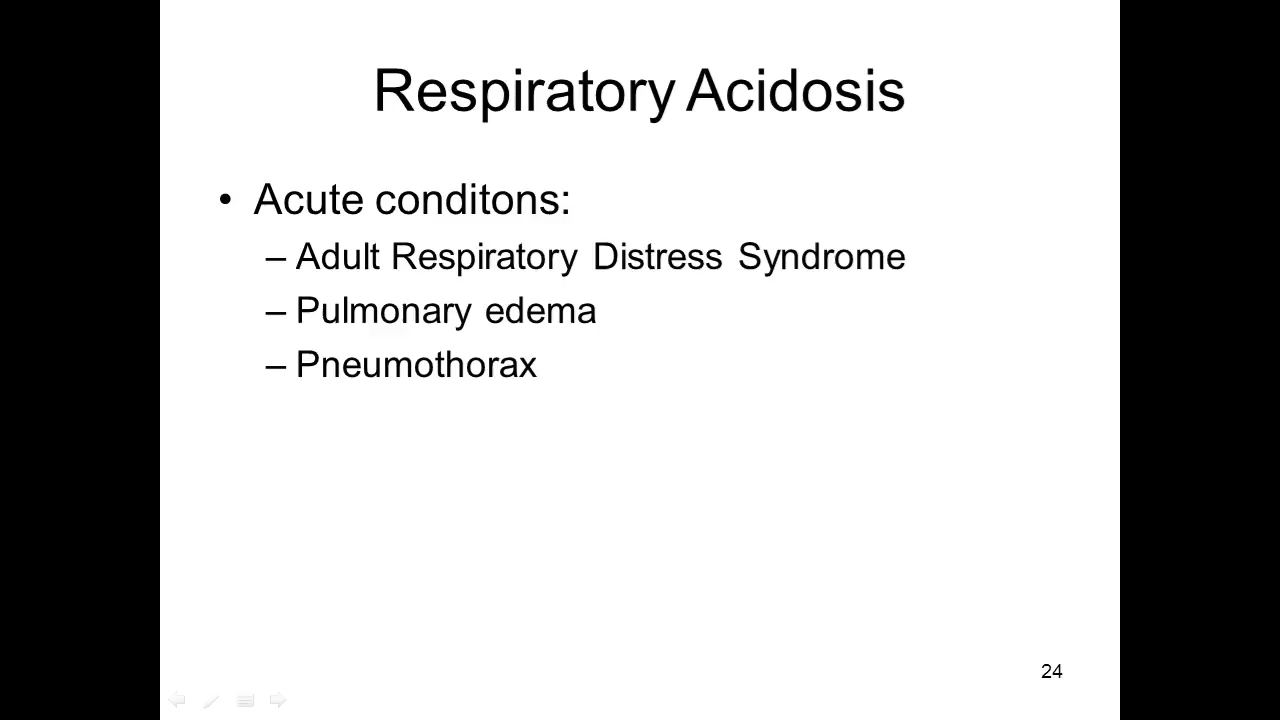 Respiratory Acidosis
• Acute conditons:
– Adult Respiratory Distress Syndrome
– Pulmonary edema
– Pneumothorax
24